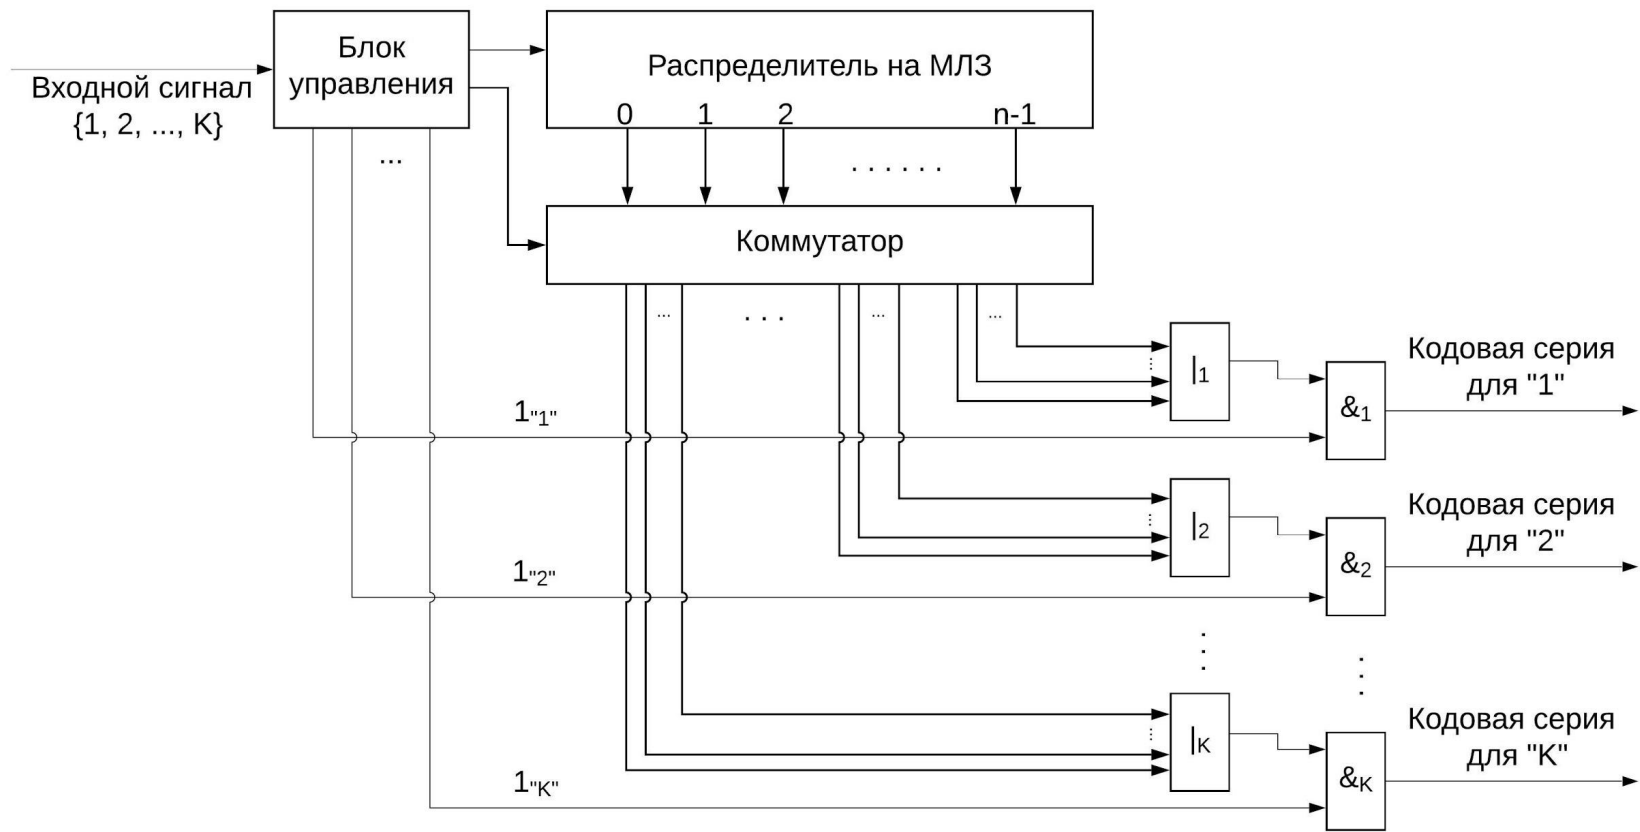 Блок
управления
Входной сигнал
{1, 2, ..., K}
...
Распределитель на МЛЗ
0 1 2 n-1
. . . . . .
Коммутатор
... . . . ... ...
|1
...
&1
Кодовая серия
для "1"
1"1"
|2
...
&2
Кодовая серия
для "2"
1"2"
...
...
|K
...
&K
Кодовая серия
для "K"
1"K"